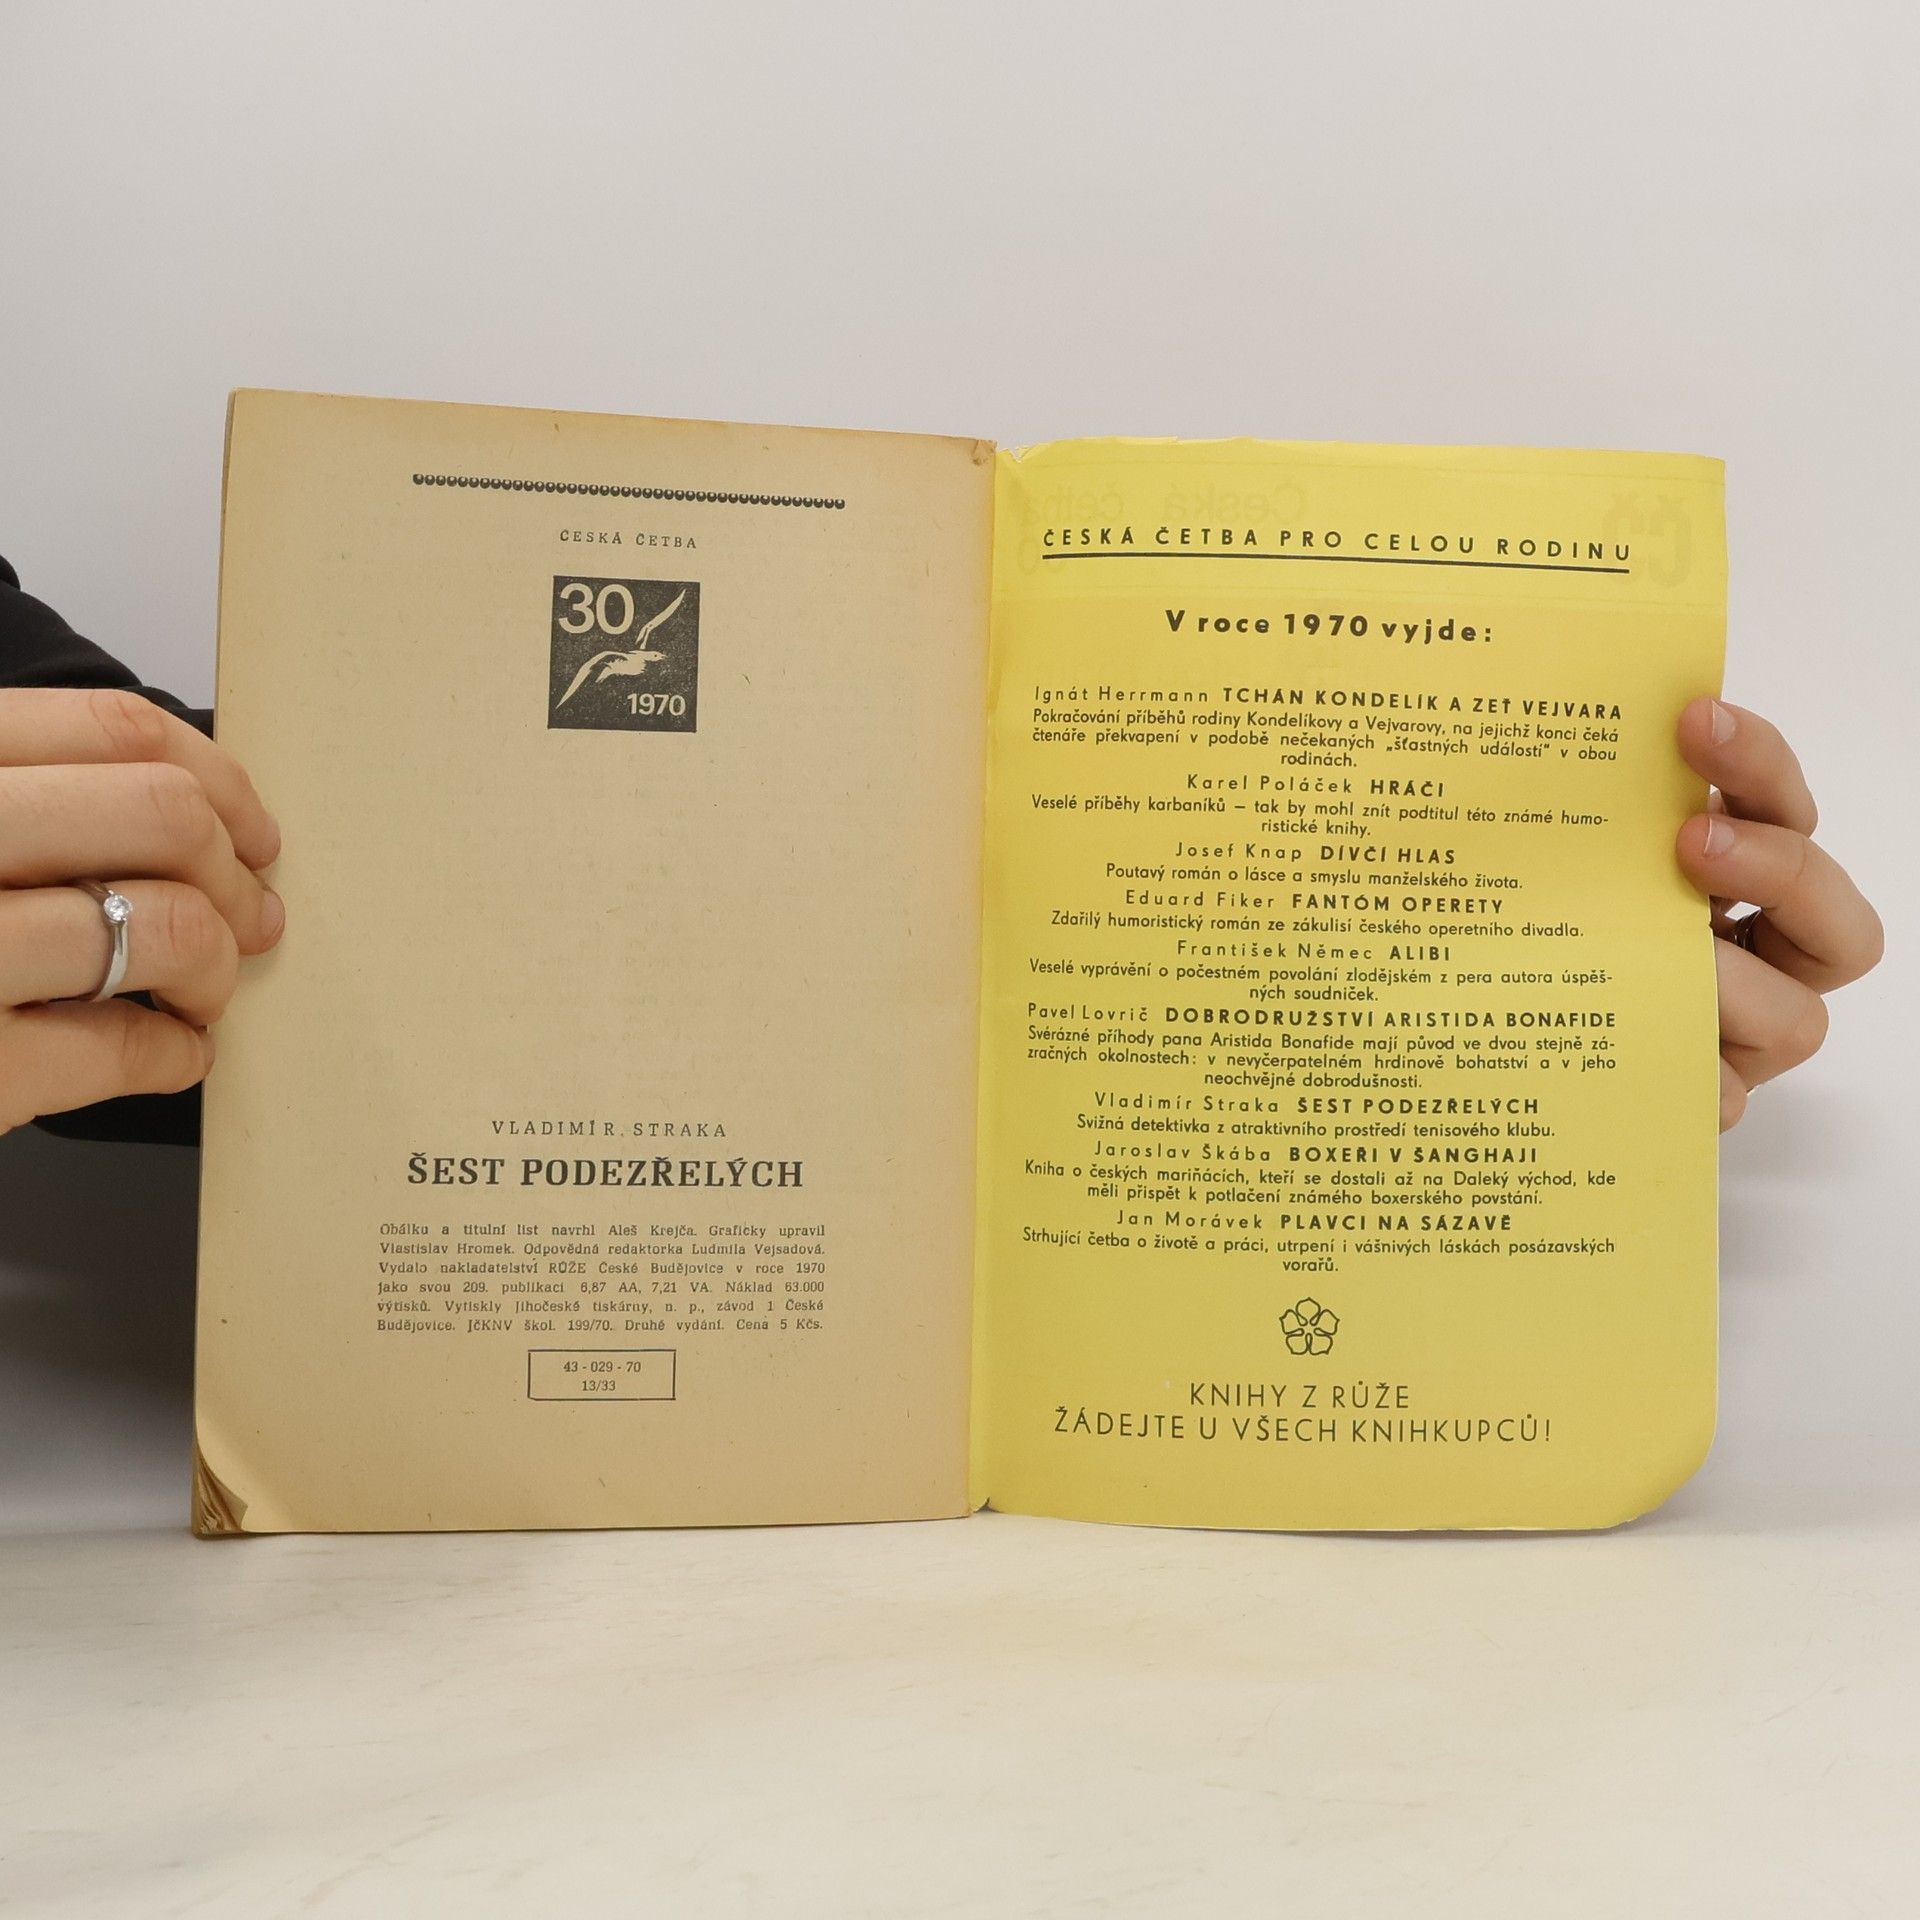 ČESKÁ ČETBA
30
1970
VLADIMÍR STRAKA
ŠEST PODEZŘELÝCH
Obálku a titulní list navrhl Aleš Krejča. Graficky upravil
Vlastislav Hromek. Odpovědná redaktorka Ludmila Vejsadová.
Vydalo nakladatelství RŮŽE České Budějovice v roce 1970
jako svou 209. publikaci 6,87 AA, 7,21 VA. Náklad 63.000
výtisků. Vytiskly Jihočeské tiskárny, n. p., závod 1 České
Budějovice. JčKNV škol. 199/70. Druhé vydání. Cena 5 Kčs.
43 - 029 - 70
13/33
ČESKÁ ČETBA PRO CELOU RODINU
V roce 1970 vyjde:
Ignát Herrmann TCHÁN KONDELÍK A ZEŤ VEJVARA
Pokračování příběhů rodiny Kondelíkovy a Vejvarovy, na jejichž konci čeká
čtenáře překvapení v podobě nečekaných „šťastných událostí" v obou
rodinách.
Karel Poláček HRÁČI
Veselé příběhy karbaníků – tak by mohl znít podtitul této známé humo-
ristické knihy.
Josef Knap DÍVČÍ HLAS
Poutavý román o lásce a smyslu manželského života.
Eduard Fiker FANTÓM OPERETY
Zdařilý humoristický román ze zákulisí českého operetního divadla.
František Němec ALIBI
Veselé vyprávění o počestném povolání zlodějském z pera autora úspěš-
ných soudniček.
Pavel Lovrič DOBRODRUŽSTVÍ ARISTIDA BONAFIDE
Svérázné příhody pana Aristida Bonafide mají původ ve dvou stejně zá-
zračných okolnostech: v nevyčerpatelném hrdinově bohatství a v jeho
neochvějné dobrodušnosti.
Vladimír Straka ŠEST PODEZŘELÝCH
Svižná detektivka z atraktivního prostředí tenisového klubu.
Jaroslav Škába BOXEŘI V ŠANGHAJI
Kniha o českých mariňácích, kteří se dostali až na Daleký východ, kde
měli přispět k potlačení známého boxerského povstání.
Jan Morávek PLAVCI NA SÁZAVĚ
Strhující četba o životě a práci, utrpení i vášnivých láskách posázavských
vorařů.
KNIHY Z RŮŽE
ŽÁDEJTE U VŠECH KNIHKUPCŮ!